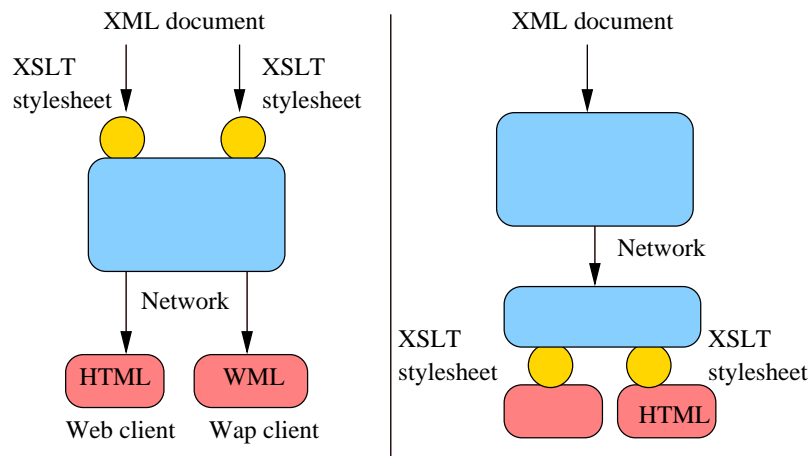 XML document
XSLT
stylesheet
XSLT
stylesheet
Network
HTML
WML
Web client
Wap client
XML document
Network
XSLT
stylesheet
XSLT
stylesheet
HTML